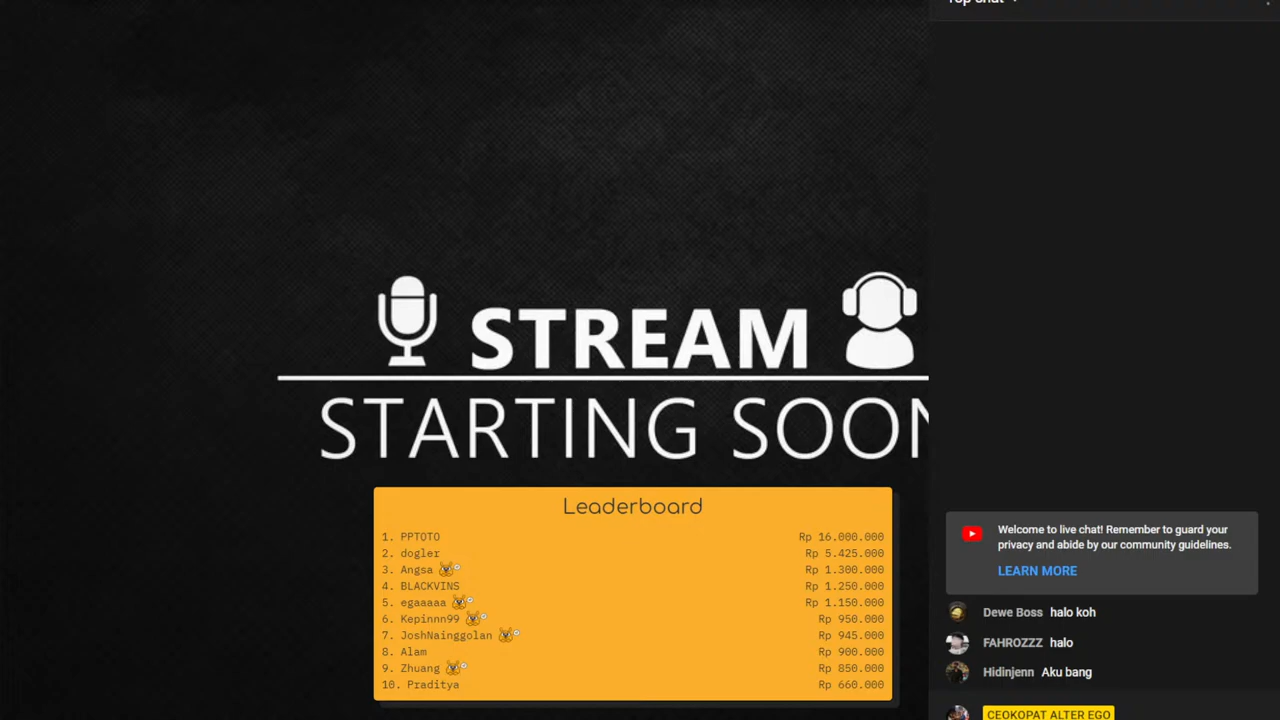 Top chat
STREAM
STARTING SOON
Leaderboard
1. PPTOTO Rp 16.000.000
2. dogler Rp 5.425.000
3. Angsa Rp 1.300.000
4. BLACKVINS Rp 1.250.000
5. egaaaaa Rp 1.150.000
6. Kepinnn99 Rp 950.000
7. JoshNainggolan Rp 945.000
8. Alam Rp 900.000
9. Zhuang Rp 850.000
10. Praditya Rp 660.000
Welcome to live chat! Remember to guard your
privacy and abide by our community guidelines.
LEARN MORE
Dewe Boss halo koh
FAHROZZZ halo
Hidinjenn Aku bang
CEOKOPAT ALTER EGO